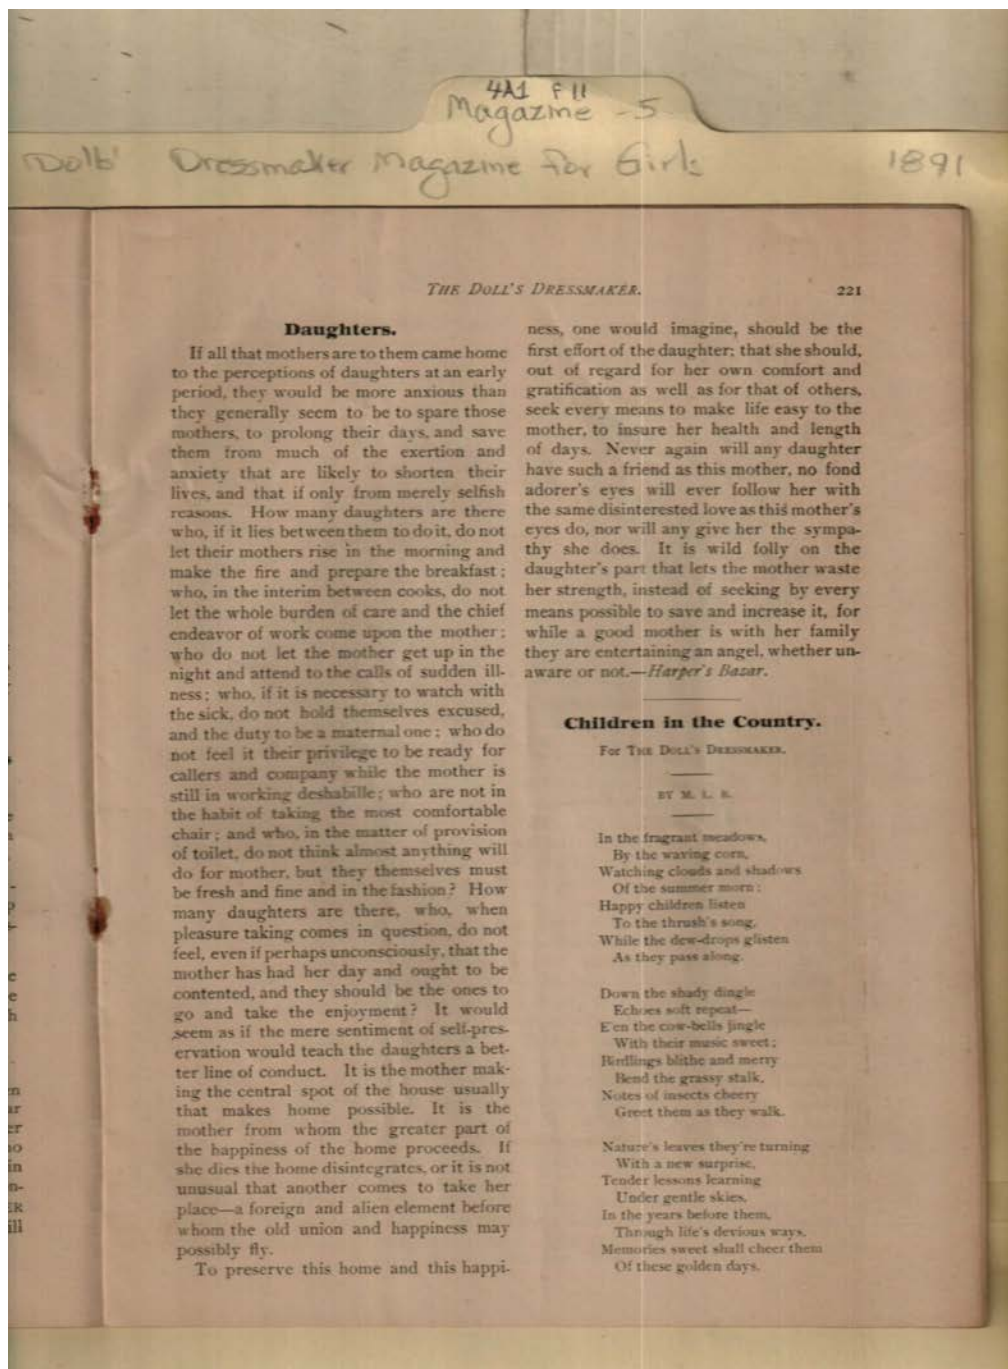 4A1 F11
Magazine - 5
Dolls' Dressmaker Magazine for Girls 1891
THE DOLL'S DRESSMAKER.
221
Daughters.
If all that mothers are to them came home
to the perceptions of daughters at an early
period, they would be more anxious than
they generally seem to be to spare those
mothers, to prolong their days, and save
them from much of the exertion and
anxiety that are likely to shorten their
lives, and that if only from merely selfish
reasons. How many daughters are there
who, if it lies between them to do it, do not
let their mothers rise in the morning and
make the fire and prepare the breakfast;
who, in the interim between cooks, do not
let the whole burden of care and the chief
endeavor of work come upon the mother;
who do not let the mother get up in the
night and attend to the calls of sudden ill-
ness; who, if it is necessary to watch with
the sick, do not hold themselves excused,
and the duty to be a maternal one; who do
not feel it their privilege to be ready for
callers and company while the mother is
still in working deshabille; who are not in
the habit of taking the most comfortable
chair; and who, in the matter of provision
of toilet, do not think almost anything will
do for mother, but they themselves must
be fresh and fine and in the fashion? How
many daughters are there, who, when
pleasure taking comes in question, do not
feel, even if perhaps unconsciously, that the
mother has had her day and ought to be
contented, and they should be the ones to
go and take the enjoyment? It would
seem as if the mere sentiment of self-pres-
ervation would teach the daughters a bet-
ter line of conduct. It is the mother mak-
ing the central spot of the house usually
that makes home possible. It is the
mother from whom the greater part of
the happiness of the home proceeds. If
she dies the home disintegrates, or it is not
unusual that another comes to take her
place—a foreign and alien element before
whom the old union and happiness may
possibly fly.
To preserve this home and this happi-
ness, one would imagine, should be the
first effort of the daughter; that she should,
out of regard for her own comfort and
gratification as well as for that of others,
seek every means to make life easy to the
mother, to insure her health and length
of days. Never again will any daughter
have such a friend as this mother, no fond
adorer's eyes will ever follow her with
the same disinterested love as this mother's
eyes do, nor will any give her the sympa-
thy she does. It is wild folly on the
daughter's part that lets the mother waste
her strength, instead of seeking by every
means possible to save and increase it, for
while a good mother is with her family
they are entertaining an angel, whether un-
aware or not.—Harper's Bazar.
Children in the Country.
For THE DOLL'S DRESSMAKER.
BY M. L. B.
In the fragrant meadows,
By the waving corn,
Watching clouds and shadows
Of the summer morn;
Happy children listen
To the thrush's song,
While the dew-drops glisten
As they pass along.
Down the shady dingle
Echoes soft repeat—
E'en the cow-bells jingle
With their music sweet;
Birdlings blithe and merry
Bend the grassy stalk,
Notes of insects cheery
Greet them as they walk.
Nature's leaves they're turning
With a new surprise,
Tender lessons learning
Under gentle skies,
In the years before them,
Through life's devious ways,
Memories sweet shall cheer them
Of these golden days.